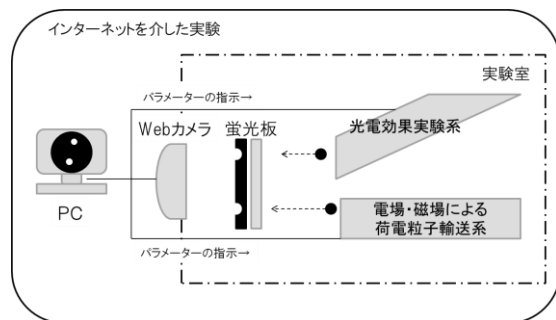 インターネットを介した実験
実験室
パラメーターの指示→
Webカメラ
蛍光板
光電効果実験系
PC
電場・磁場による
荷電粒子輸送系
パラメーターの指示→